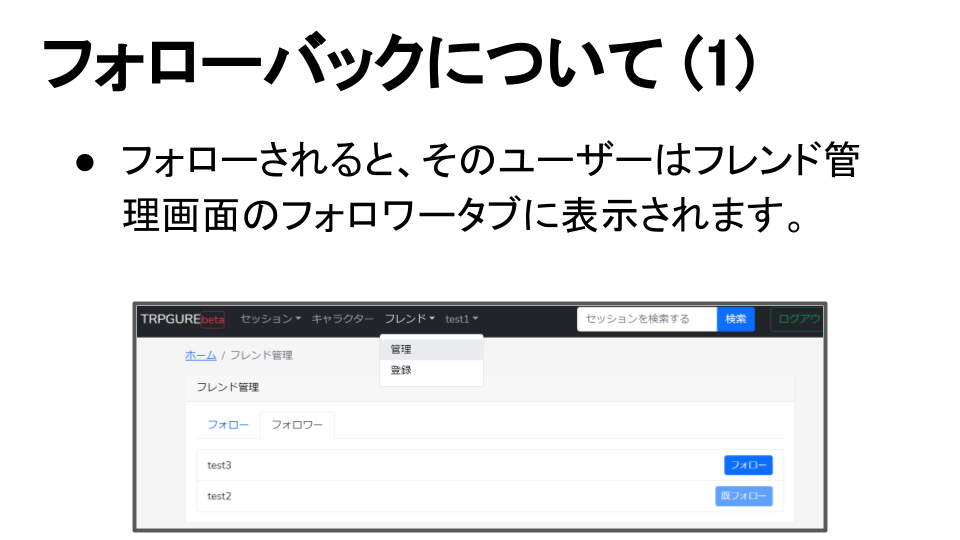 フォローバックについて (1)
● フォローされると、そのユーザーはフレンド管
理画面のフォロワータブに表示されます。
TRPGUREbeta セッション キャラクター フレンド test1 セッションを検索する 検索 ログアウ
管理
登録
ホーム / フレンド管理
フレンド管理
フォロー フォロワー
test3 フォロー
test2 既フォロー